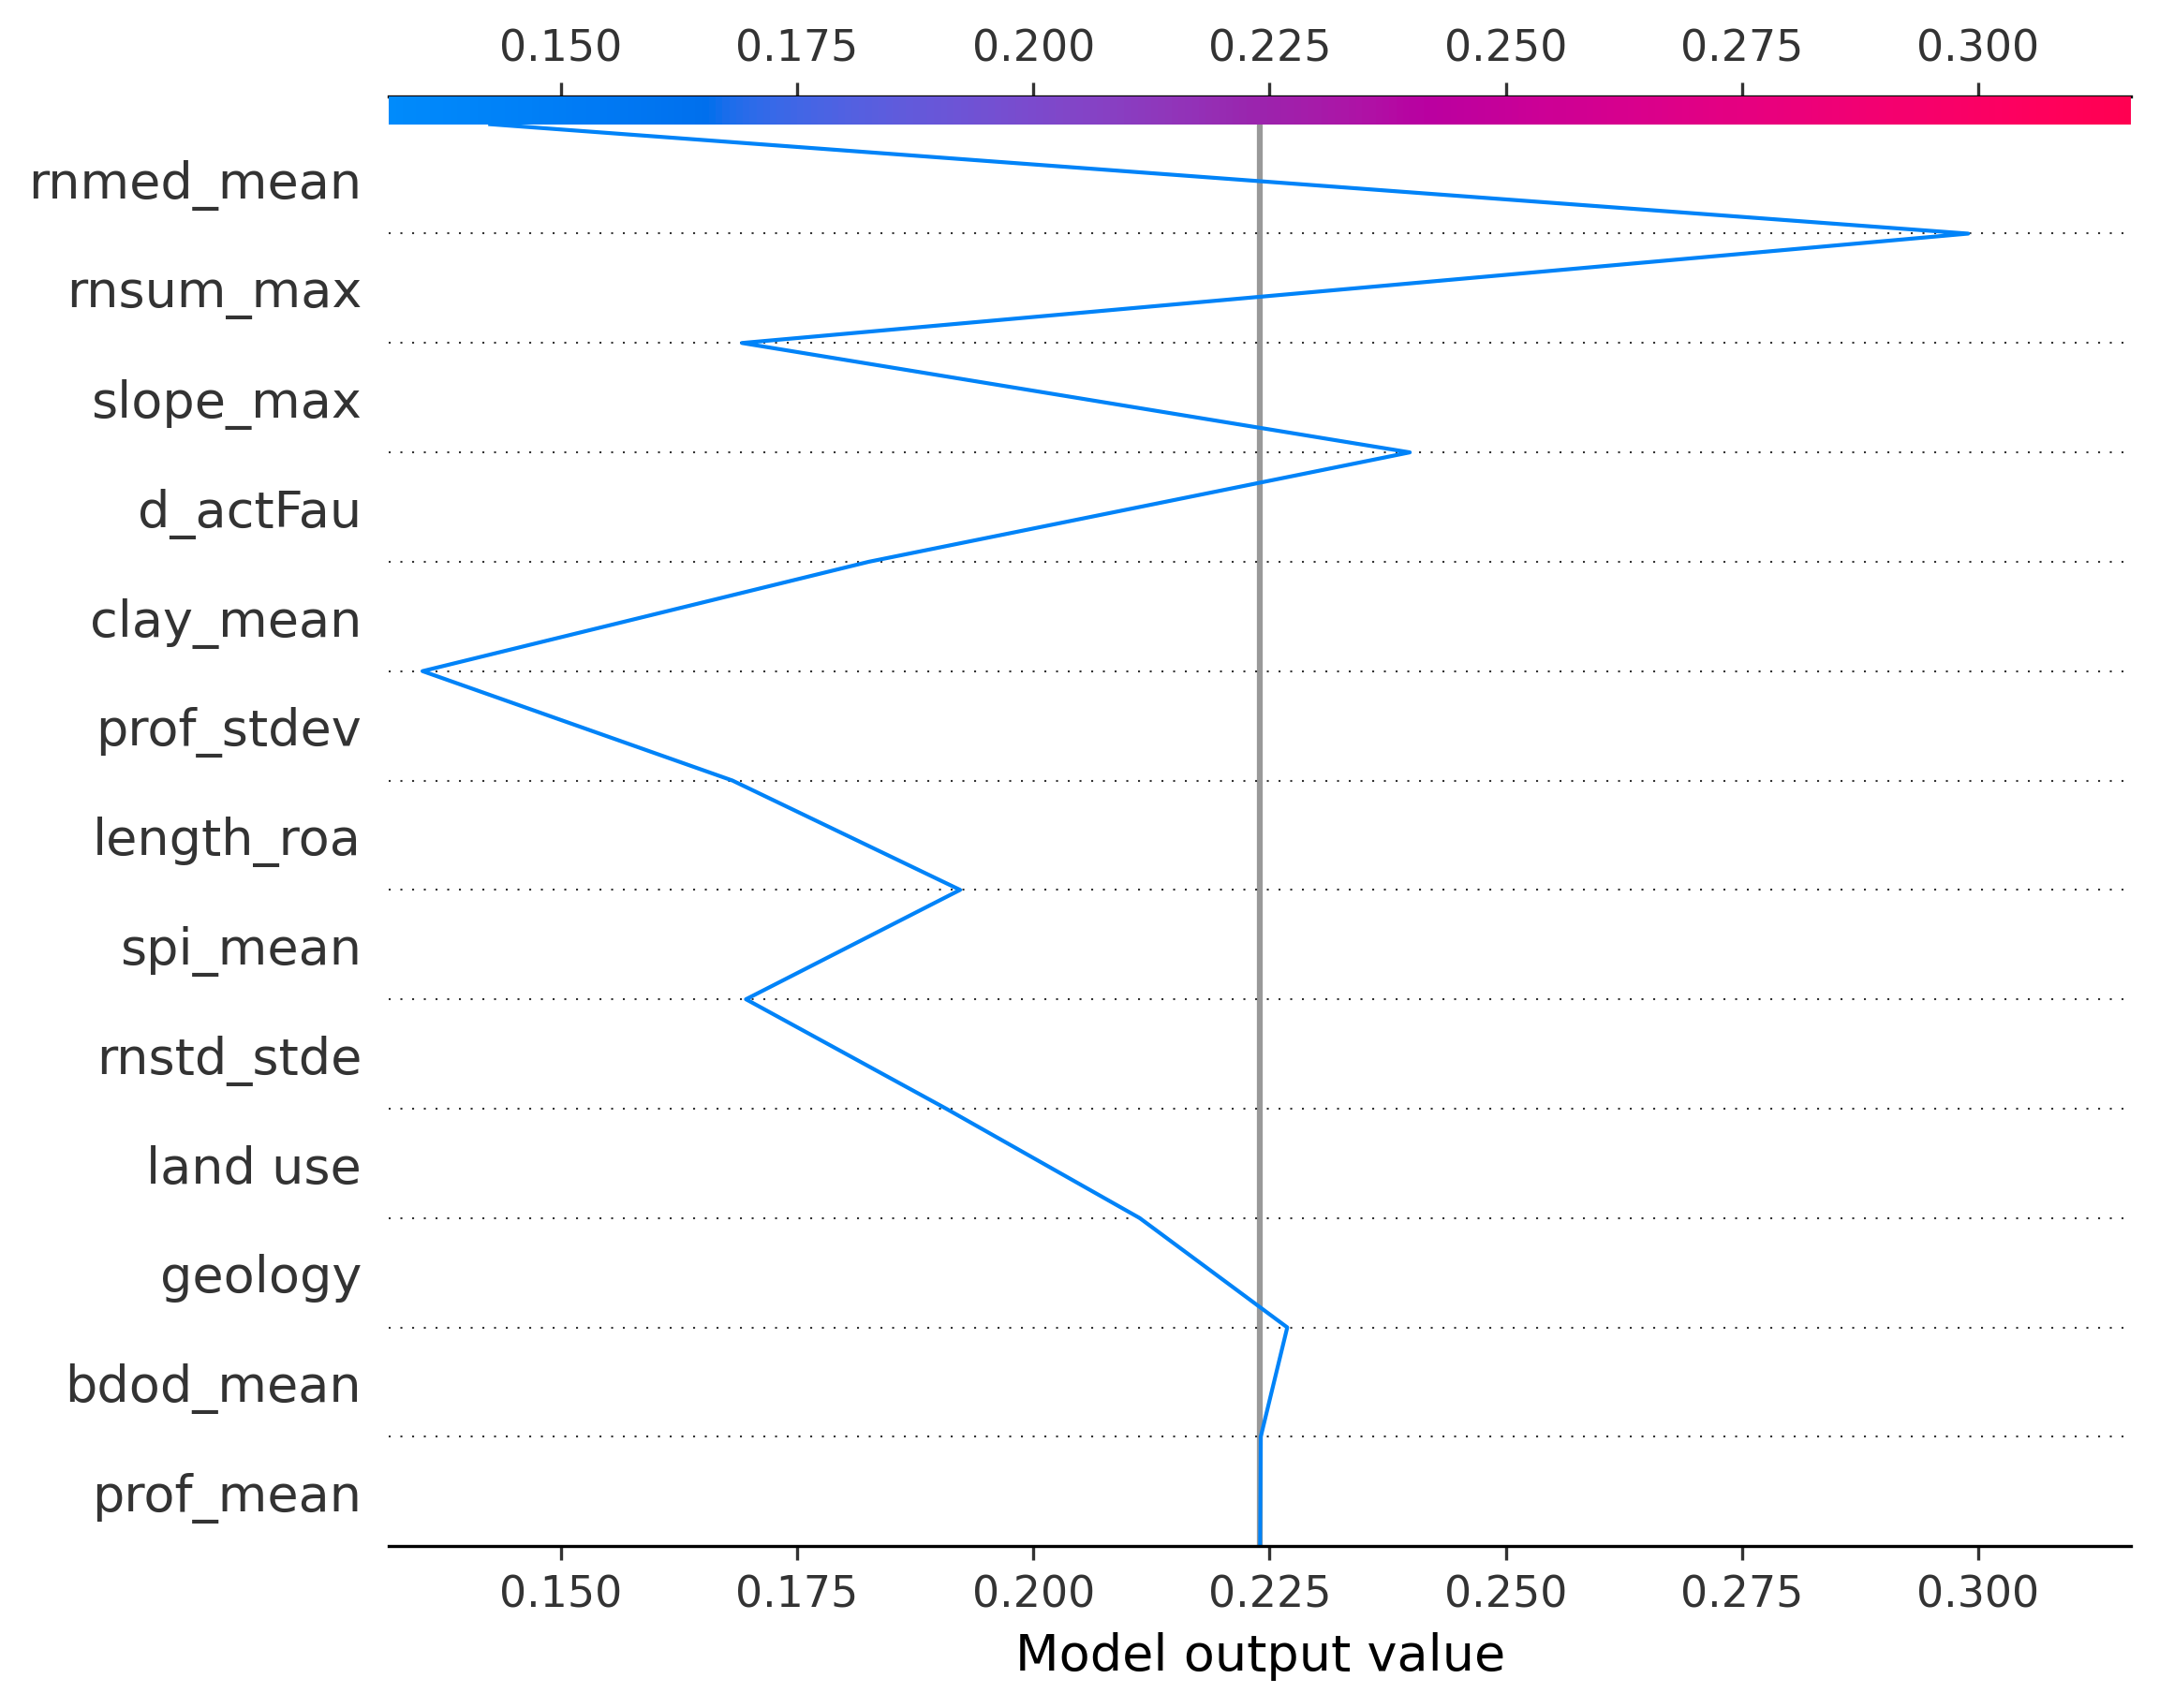 0.150 0.175 0.200 0.225 0.250 0.275 0.300
rnmed_mean
rnsum_max
slope_max
d_actFau
clay_mean
prof_stdev
length_roa
spi_mean
rnstd_stde
land use
geology
bdod_mean
prof_mean
0.150 0.175 0.200 0.225 0.250 0.275 0.300
Model output value